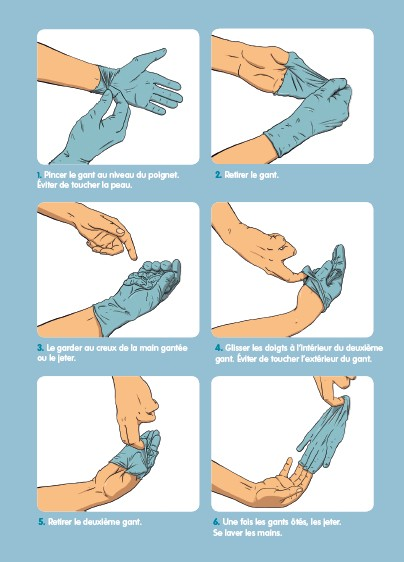 1. Pincer le gant au niveau du poignet.
Éviter de toucher la peau.
2. Retirer le gant.
3. Le garder au creux de la main gantée
ou le jeter.
4. Glisser les doigts à l'intérieur du deuxième
gant. Éviter de toucher l'extérieur du gant.
5. Retirer le deuxième gant.
6. Une fois les gants ôtés, les jeter.
Se laver les mains.